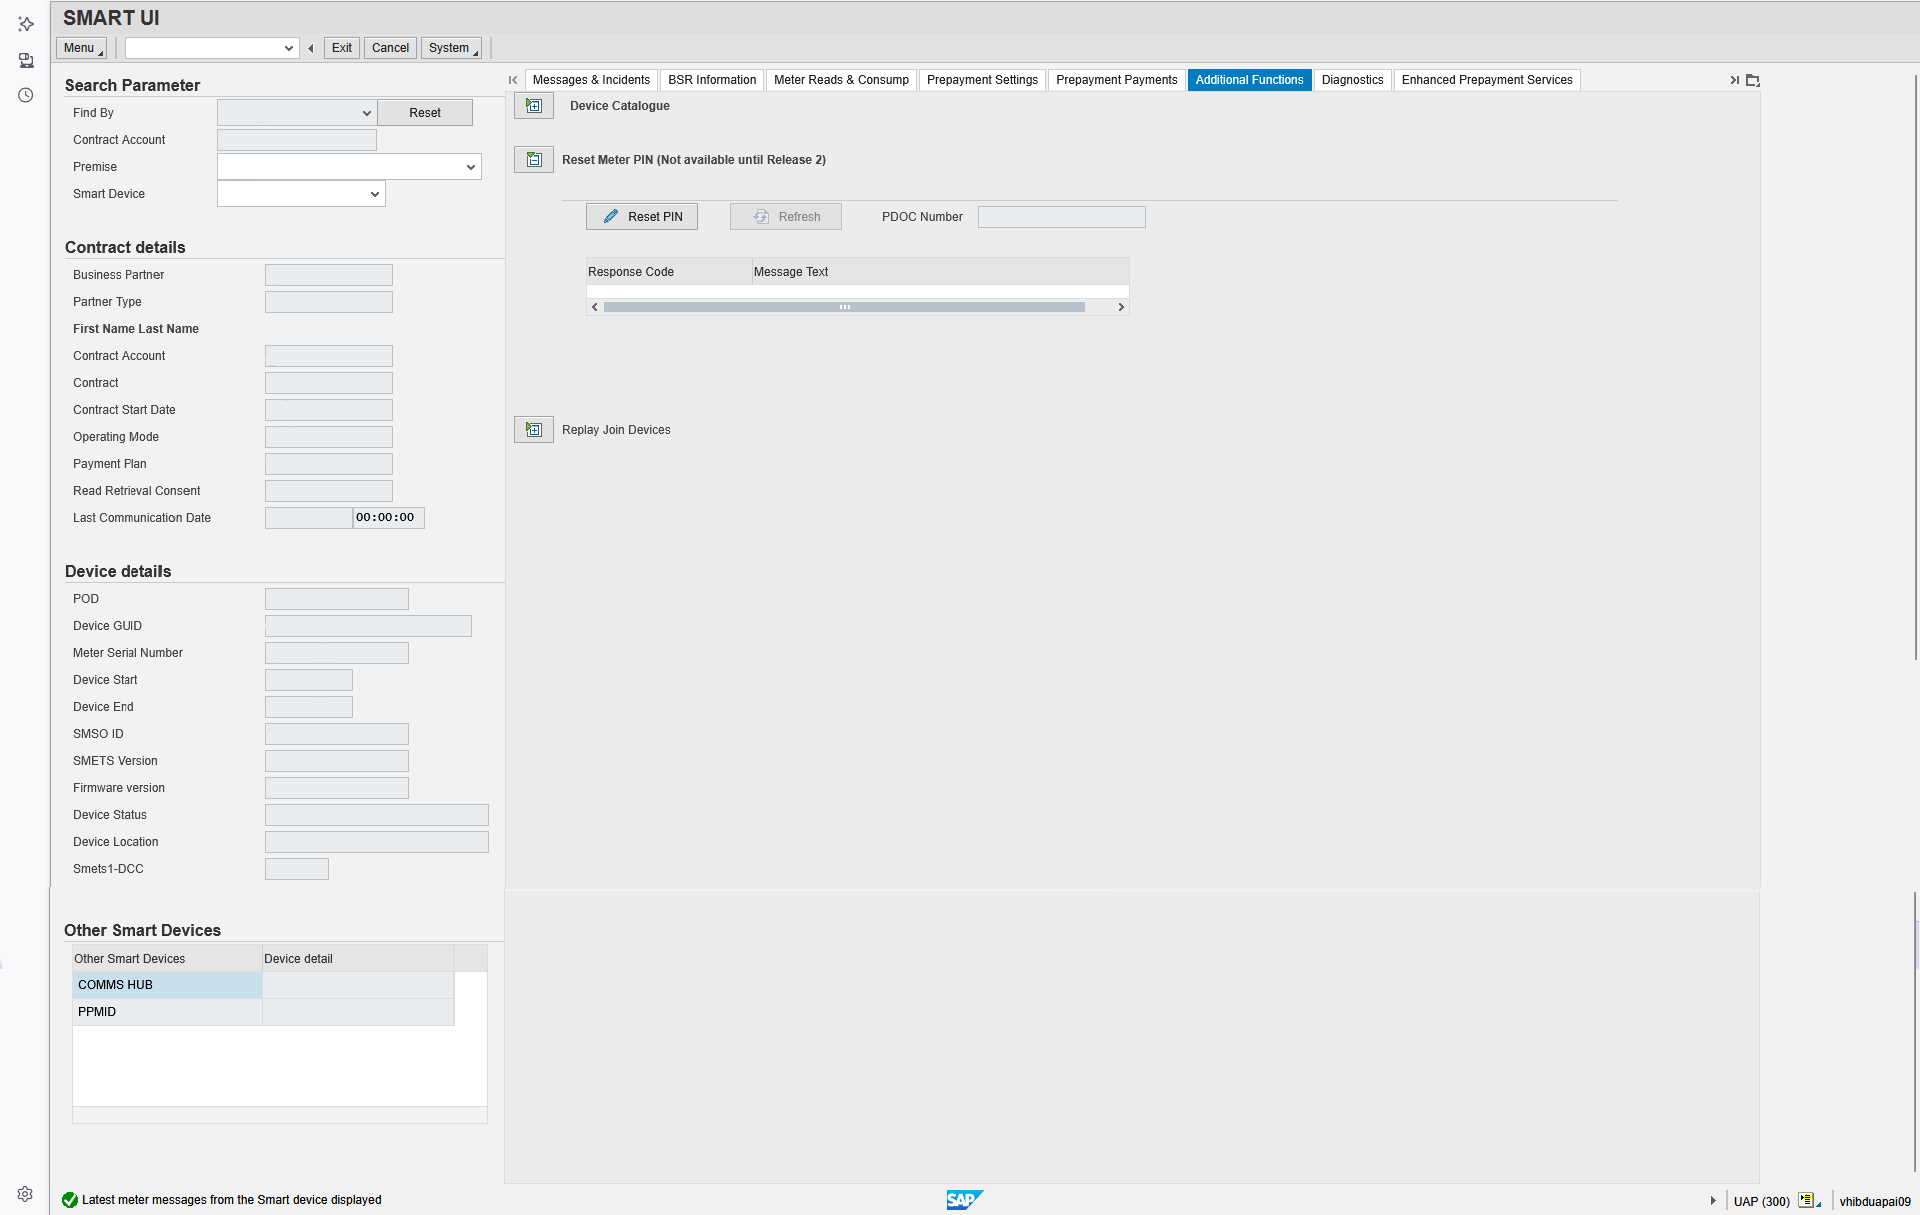 SMART UI
Menu
Exit
Cancel
System
Search Parameter
Find By
Reset
Contract Account
Premise
Smart Device
Contract details
Business Partner
Partner Type
First Name Last Name
Contract Account
Contract
Contract Start Date
Operating Mode
Payment Plan
Read Retrieval Consent
Last Communication Date 00:00:00
Device details
POD
Device GUID
Meter Serial Number
Device Start
Device End
SMSO ID
SMETS Version
Firmware version
Device Status
Device Location
Smets1-DCC
Other Smart Devices
Other Smart Devices Device detail
COMMS HUB
PPMID
Messages & Incidents BSR Information Meter Reads & Consump Prepayment Settings Prepayment Payments Additional Functions Diagnostics Enhanced Prepayment Services
Device Catalogue
Reset Meter PIN (Not available until Release 2)
Reset PIN Refresh PDOC Number
Response Code Message Text
Replay Join Devices
Latest meter messages from the Smart device displayed
SAP
UAP (300)
vhibduapai09